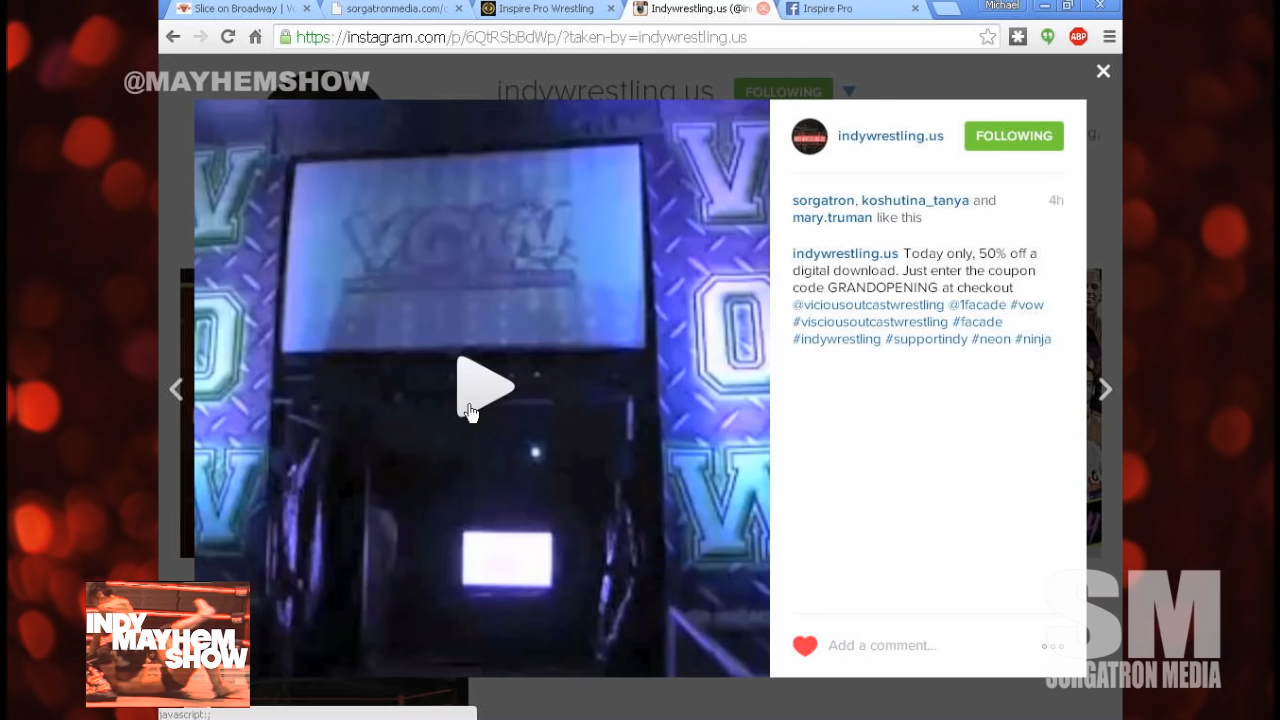 Slice on Broadway | V
sorgatronmedia.com/
Inspire Pro Wrestling
Indywrestling.us (@in
Inspire Pro
Michael
https://instagram.com/p/6QtRSbBdWp/?taken-by=indywrestling.us
ABP
@MAYHEMSHOW
indywrestling.us FOLLOWING
indywrestling.us FOLLOWING
sorgatron, koshutina_tanya and 4h
mary.truman like this
indywrestling.us Today only, 50% off a
digital download. Just enter the coupon
code GRANDOPENING at checkout
@viciousoutcastwrestling @1facade #vow
#visciousoutcastwrestling #facade
#indywrestling #supportindy #neon #ninja
V
V
O
O
V
W
Add a comment...
INDY
MAYHEM
SHOW
SM
SORGATRON MEDIA
javascript:;